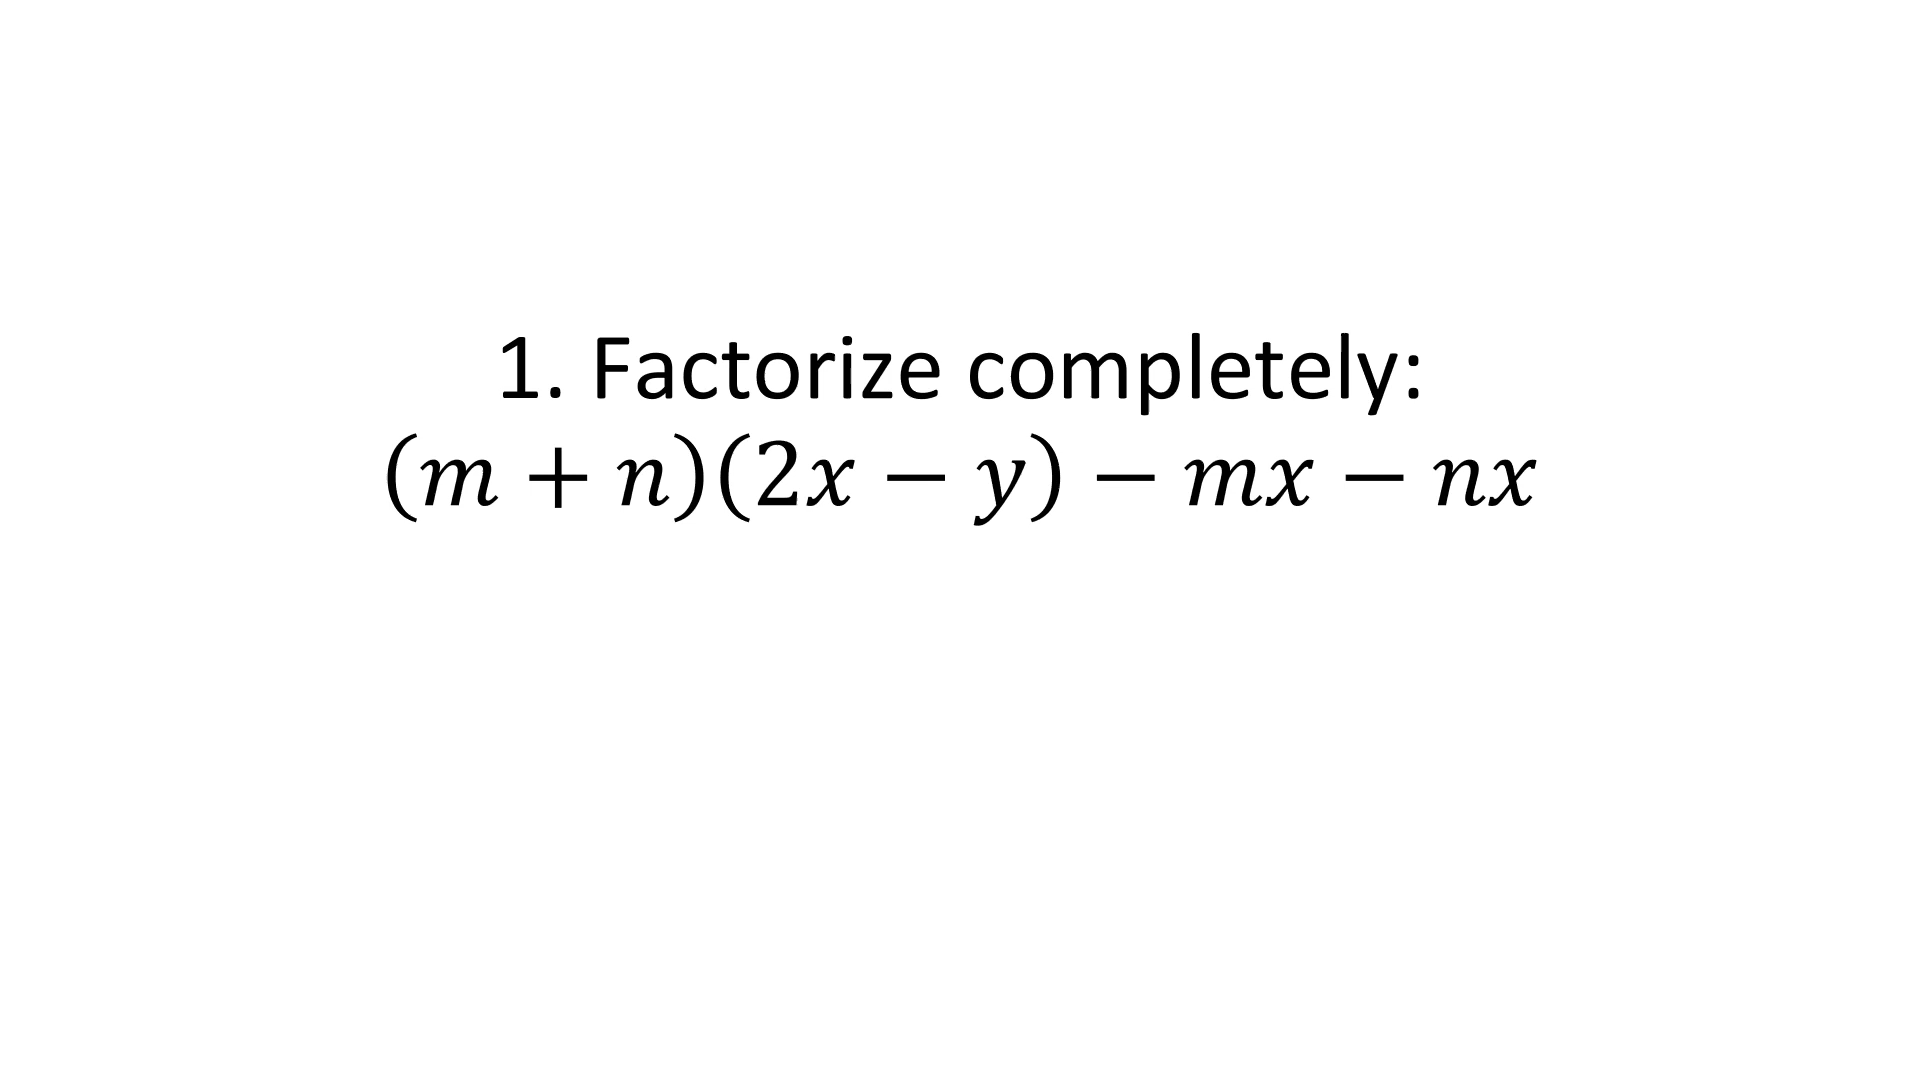 1. Factorize completely:
(𝑚 + 𝑛)(2𝑥 − 𝑦) − 𝑚𝑥 − 𝑛𝑥